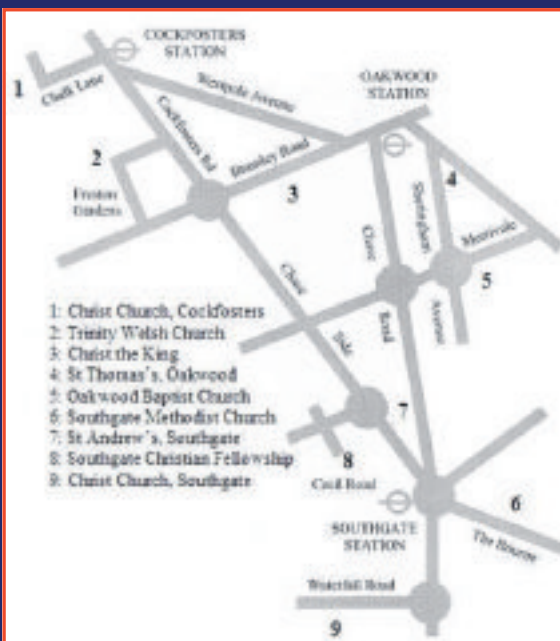 COCKFOSTERS
STATION
OAKWOOD
STATION
1
Chalk Lane
Westpole Avenue
Cockfosters Rd
Bramley Road
2
3
4
Freston
Gardens
Sheringham
Avenue
Merrivale
Chase
Side
Road
5
1: Christ Church, Cockfosters
2: Trinity Welsh Church
3: Christ the King
4: St Thomas's, Oakwood
5: Oakwood Baptist Church
6: Southgate Methodist Church
7: St Andrew's, Southgate
8: Southgate Christian Fellowship
9: Christ Church, Southgate
7
8
Cecil Road
6
SOUTHGATE
STATION
The Bourne
Waterfall Road
9